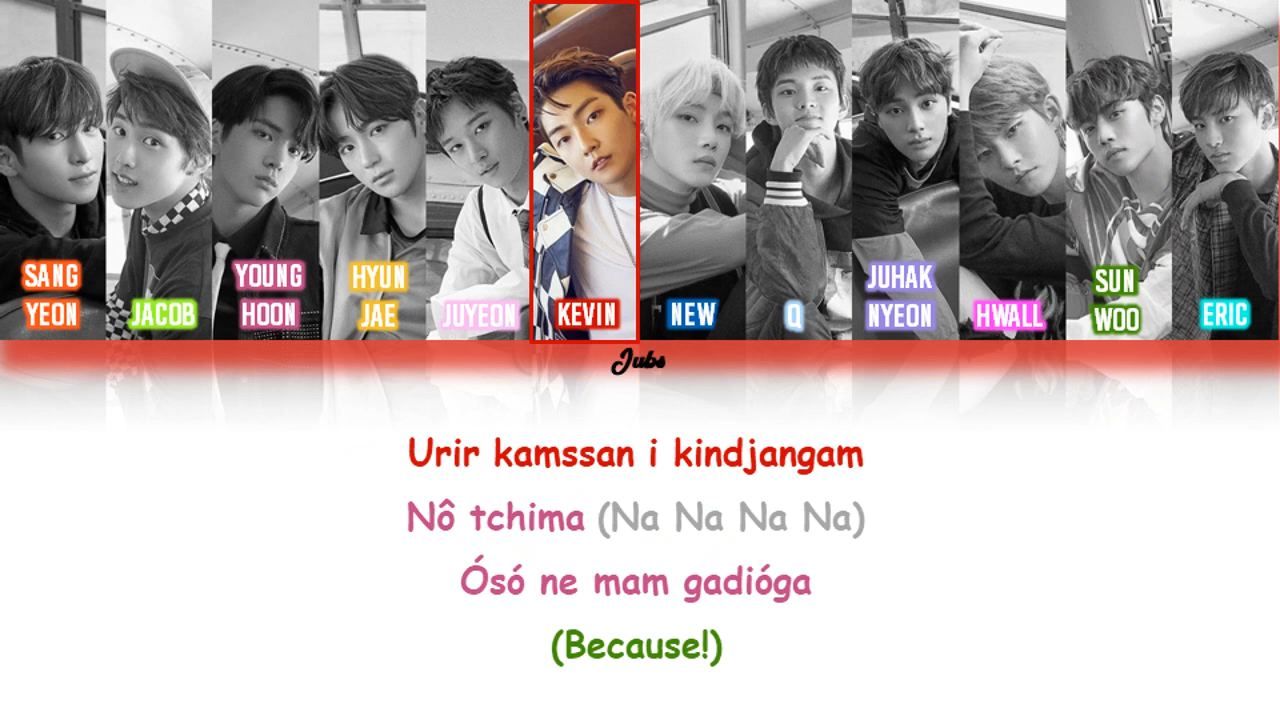 SANG YEON
JACOB
YOUNG HOON
HYUN JAE
JUYEON
KEVIN
NEW
Q
JUHAK NYEON
HWALL
SUN WOO
ERIC
Jubs
Urir kamssan i kindjangam
Nô tchima (Na Na Na Na)
Ósó ne mam gadióga
(Because!)